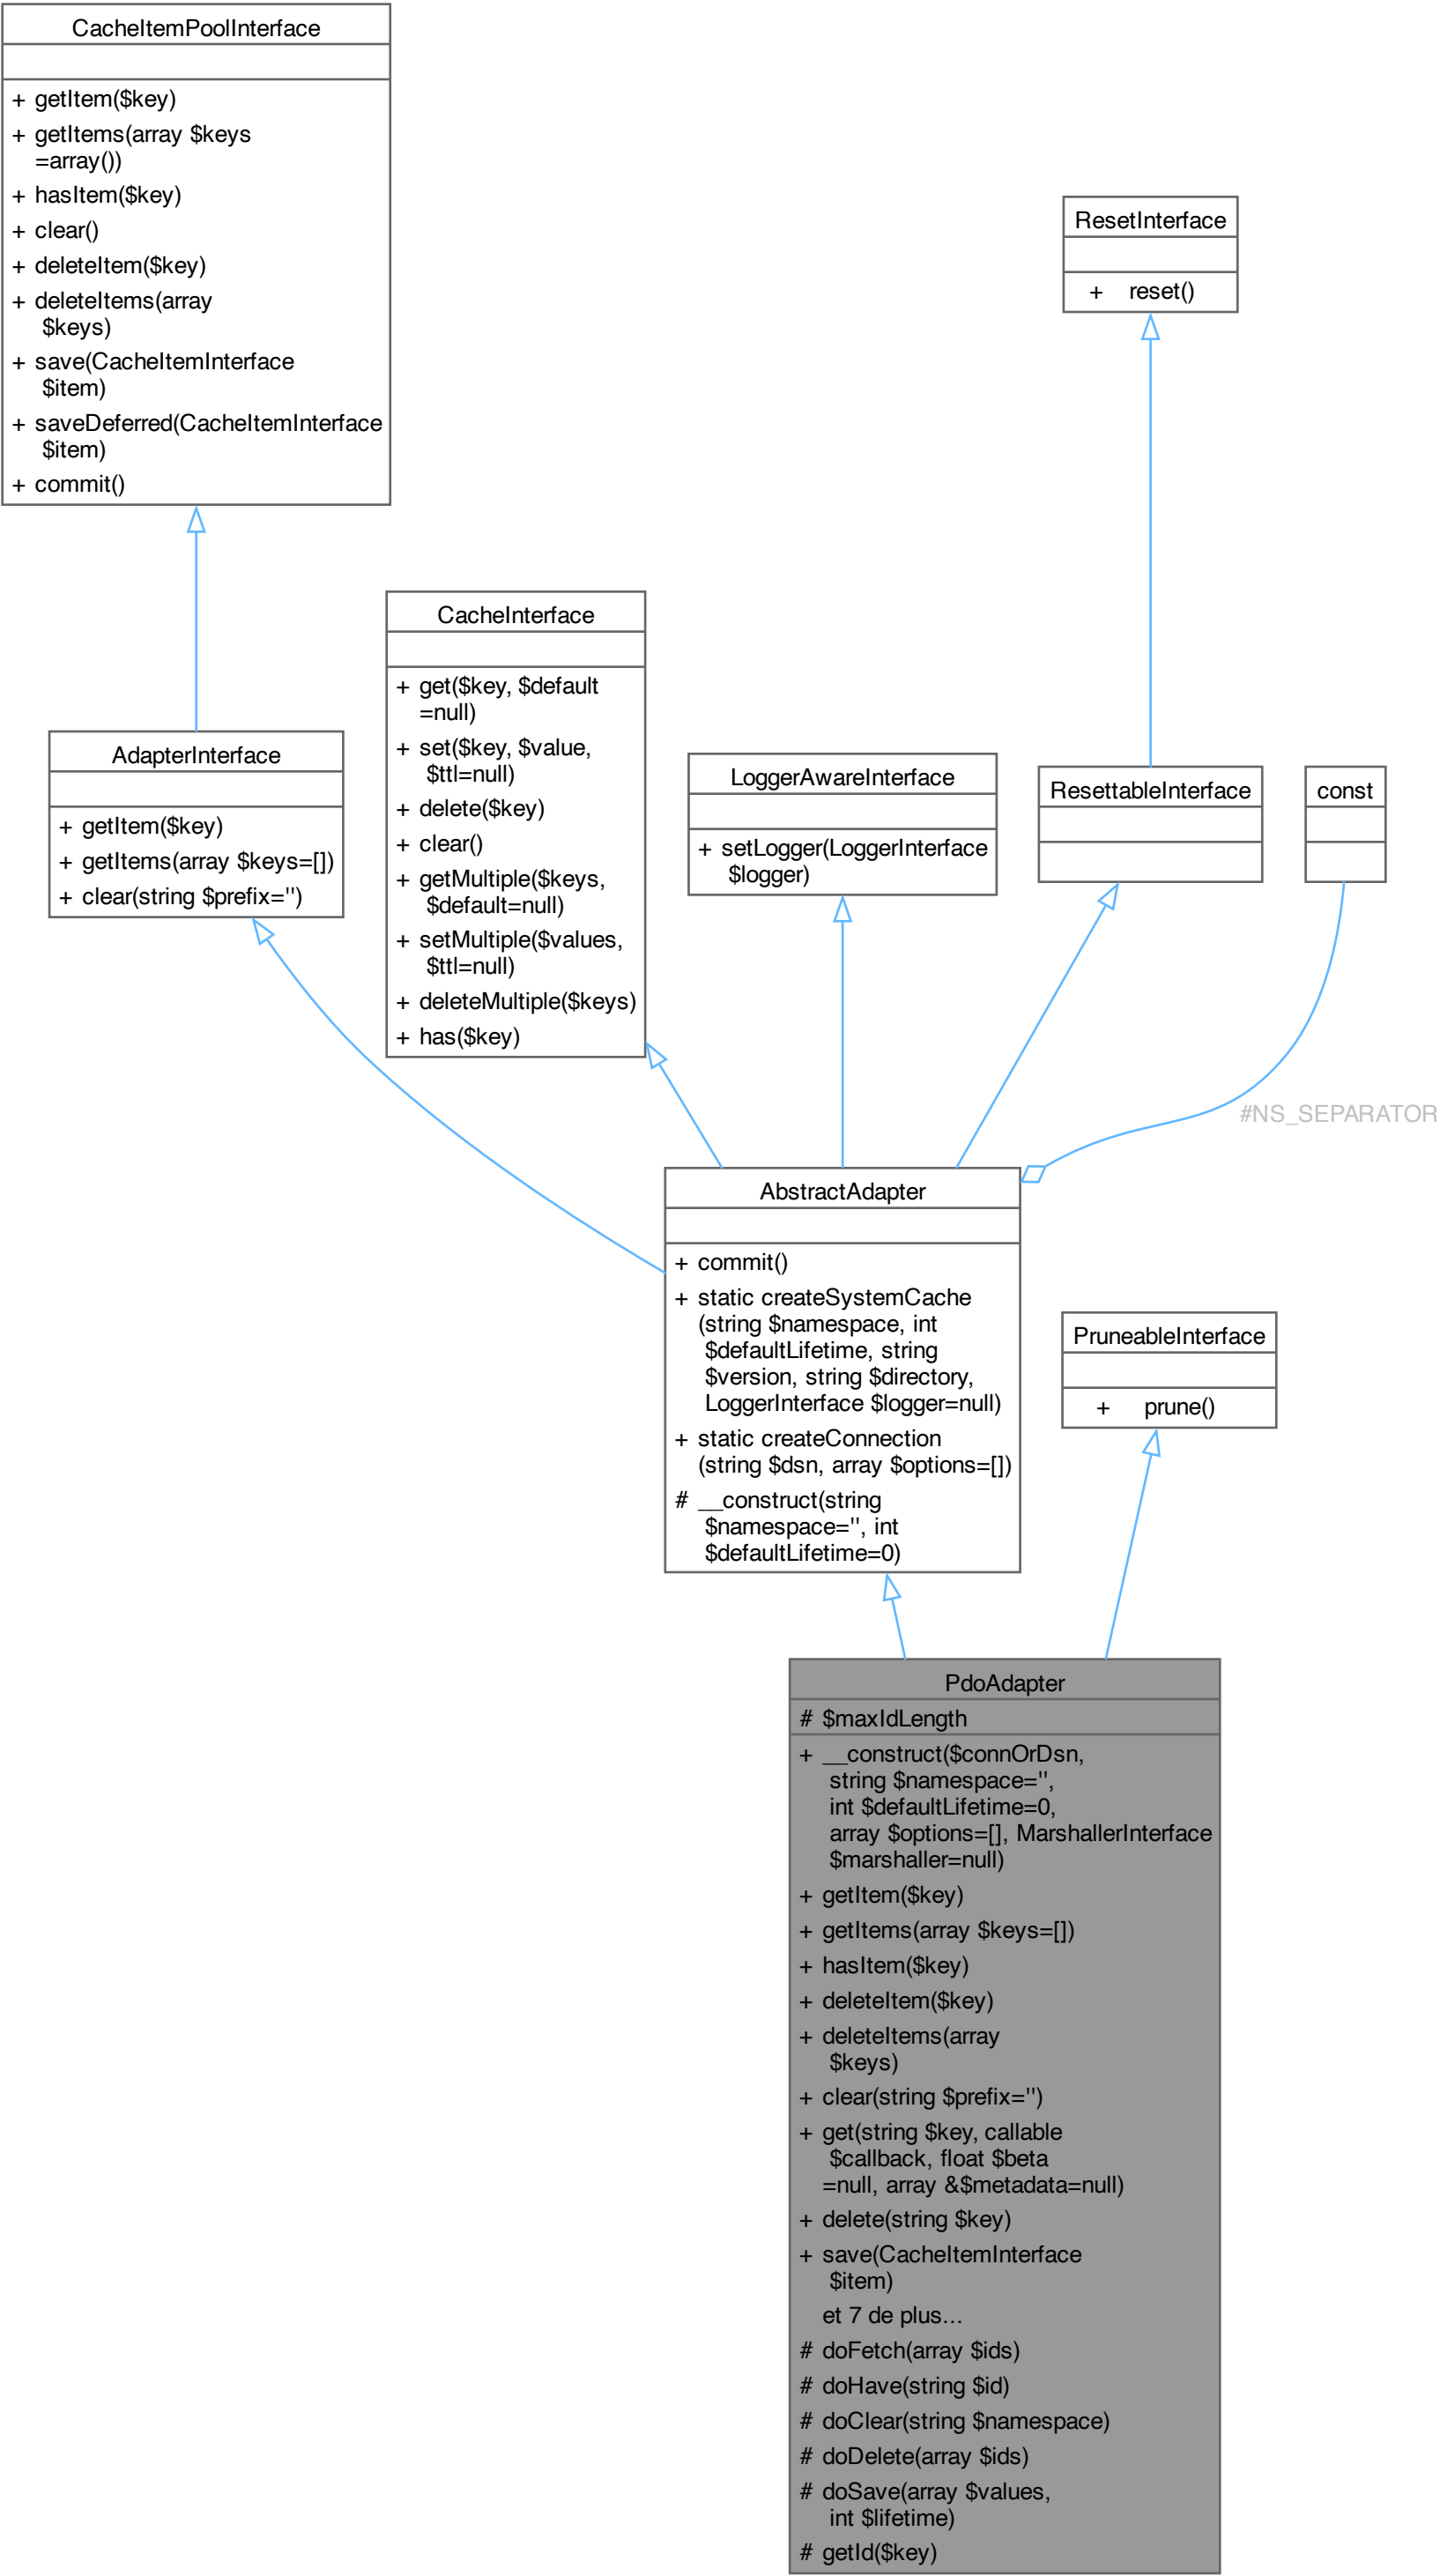 CacheItemPoolInterface
+ getItem($key)
+ getItems(array $keys
=array())
+ hasItem($key)
+ clear()
+ deleteItem($key)
+ deleteItems(array
$keys)
+ save(CacheItemInterface
$item)
+ saveDeferred(CacheItemInterface
$item)
+ commit()
ResetInterface
+ reset()
CacheInterface
+ get($key, $default
=null)
+ set($key, $value,
$ttl=null)
+ delete($key)
+ clear()
+ getMultiple($keys,
$default=null)
+ setMultiple($values,
$ttl=null)
+ deleteMultiple($keys)
+ has($key)
AdapterInterface
+ getItem($key)
+ getItems(array $keys=[])
+ clear(string $prefix='')
LoggerAwareInterface
+ setLogger(LoggerInterface
$logger)
ResettableInterface
const
#NS_SEPARATOR
AbstractAdapter
+ commit()
+ static createSystemCache
(string $namespace, int
$defaultLifetime, string
$version, string $directory,
LoggerInterface $logger=null)
+ static createConnection
(string $dsn, array $options=[])
# __construct(string
$namespace='', int
$defaultLifetime=0)
PruneableInterface
+ prune()
PdoAdapter
# $maxIdLength
+ __construct($connOrDsn,
string $namespace='',
int $defaultLifetime=0,
array $options=[], MarshallerInterface
$marshaller=null)
+ getItem($key)
+ getItems(array $keys=[])
+ hasItem($key)
+ deleteItem($key)
+ deleteItems(array
$keys)
+ clear(string $prefix='')
+ get(string $key, callable
$callback, float $beta
=null, array &$metadata=null)
+ delete(string $key)
+ save(CacheItemInterface
$item)
et 7 de plus...
# doFetch(array $ids)
# doHave(string $id)
# doClear(string $namespace)
# doDelete(array $ids)
# doSave(array $values,
int $lifetime)
# getId($key)